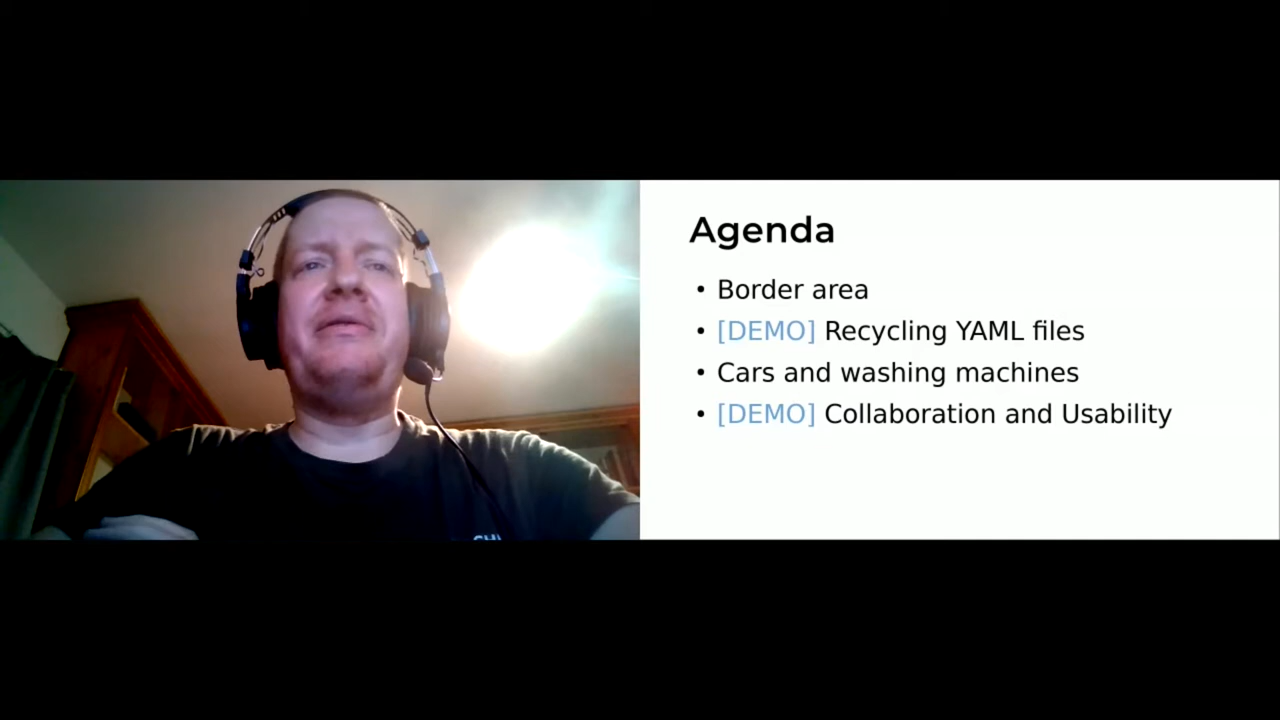 Agenda
• Border area
• [DEMO] Recycling YAML files
• Cars and washing machines
• [DEMO] Collaboration and Usability